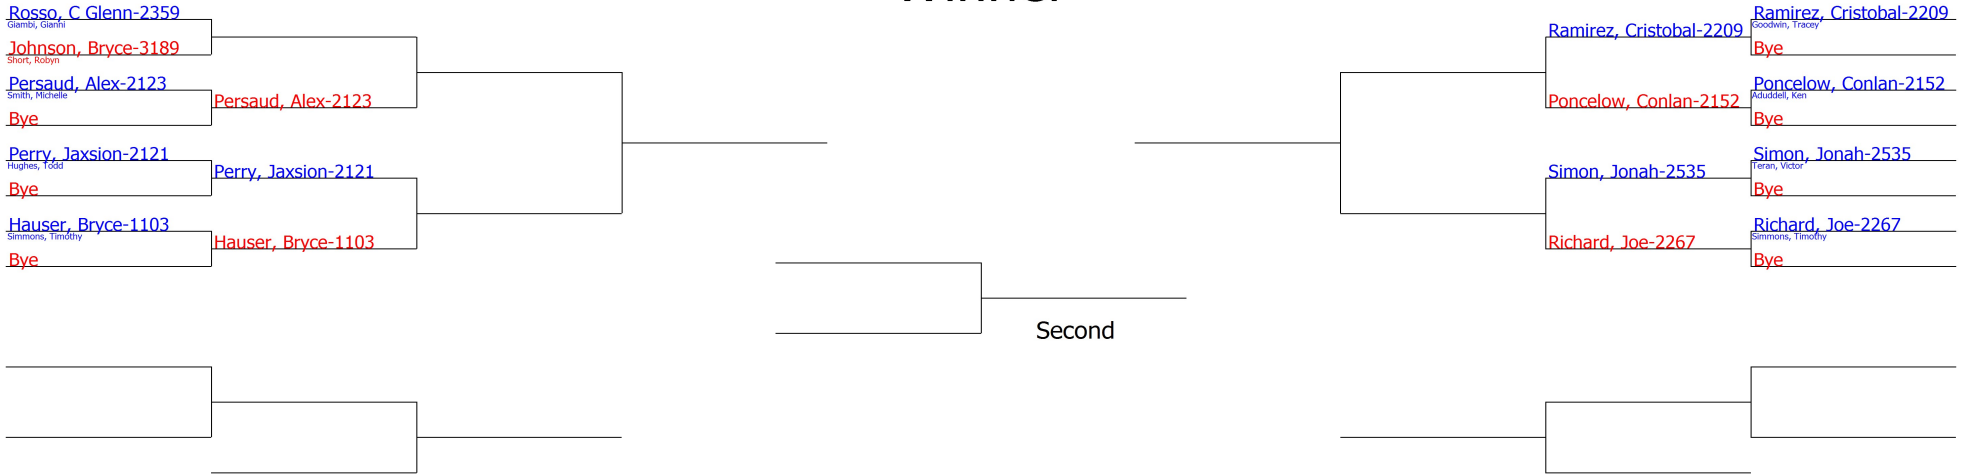 Winner
Rosso, C Glenn-2359
Giambi, Gianni
Johnson, Bryce-3189
Short, Robyn
Persaud, Alex-2123
Smith, Michelle
Bye
Perry, Jaxsion-2121
Hughes, Todd
Bye
Hauser, Bryce-1103
Simmons, Timothy
Bye
Persaud, Alex-2123
Perry, Jaxsion-2121
Hauser, Bryce-1103
Second
Ramirez, Cristobal-2209
Poncelow, Conlan-2152
Simon, Jonah-2535
Richard, Joe-2267
Ramirez, Cristobal-2209
Goodwin, Tracey
Bye
Poncelow, Conlan-2152
Aduddell, Ken
Bye
Simon, Jonah-2535
Teran, Victor
Bye
Richard, Joe-2267
Simmons, Timothy
Bye